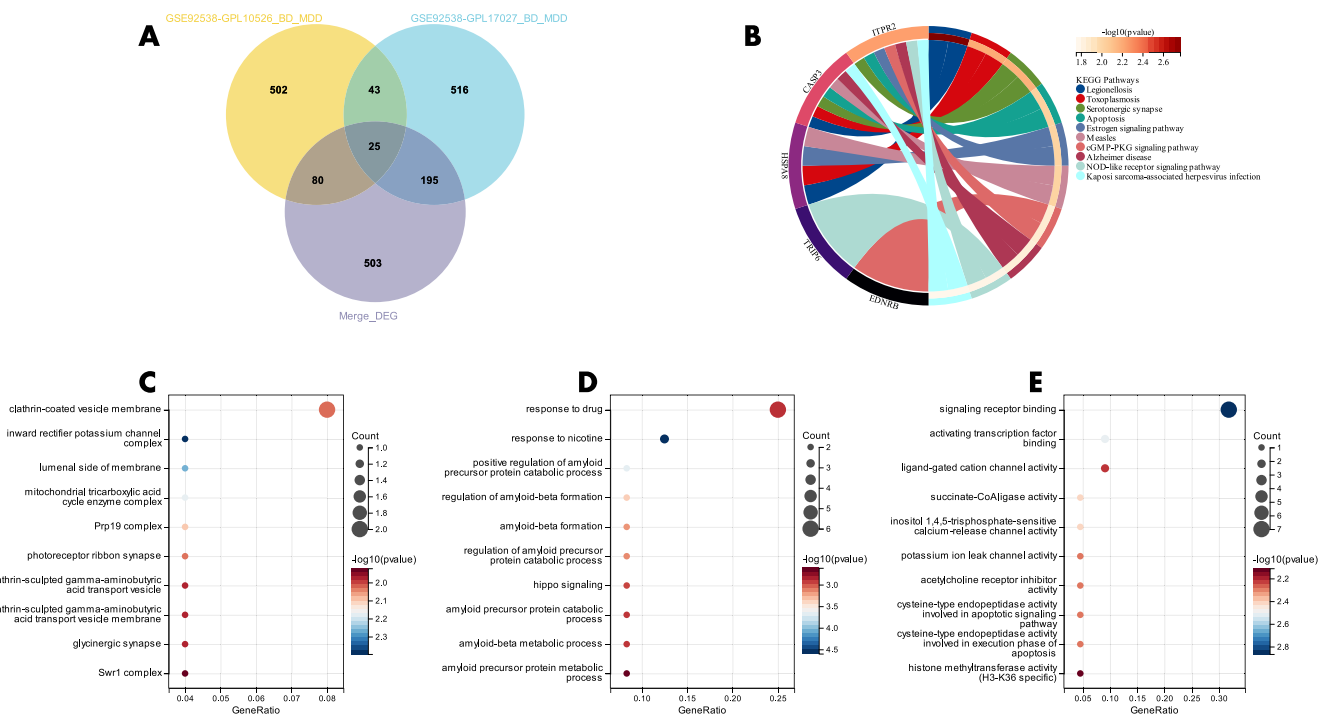 GSE92538-GPL10526_BD_MDD
GSE92538-GPL17027_BD_MDD
A
502
43
516
25
80
195
503
Merge_DEG
B
ITPR2
CASP3
HSPA8
TRIP6
EDNRB
-log10(pvalue)
1.8 2.0 2.2 2.4 2.6
KEGG Pathways
Legionellosis
Toxoplasmosis
Serotonergic synapse
Apoptosis
Estrogen signaling pathway
Measles
cGMP-PKG signaling pathway
Alzheimer disease
NOD-like receptor signaling pathway
Kaposi sarcoma-associated herpesvirus infection
C
clathrin-coated vesicle membrane
inward rectifier potassium channel
complex
lumenal side of membrane
mitochondrial tricarboxylic acid
cycle enzyme complex
Prp19 complex
photoreceptor ribbon synapse
athrin-sculpted gamma-aminobutyric
acid transport vesicle
athrin-sculpted gamma-aminobutyric
acid transport vesicle membrane
glycinergic synapse
Swr1 complex
0.04 0.05 0.06 0.07 0.08
GeneRatio
Count
1.0
1.2
1.4
1.6
1.8
2.0
-log10(pvalue)
2.0
2.1
2.2
2.3
D
response to drug
response to nicotine
positive regulation of amyloid
precursor protein catabolic process
regulation of amyloid-beta formation
amyloid-beta formation
regulation of amyloid precursor
protein catabolic process
hippo signaling
amyloid precursor protein catabolic
process
amyloid-beta metabolic process
amyloid precursor protein metabolic
process
0.10 0.15 0.20 0.25
GeneRatio
Count
2
3
4
5
6
-log10(pvalue)
3.0
3.5
4.0
4.5
E
signaling receptor binding
activating transcription factor
binding
ligand-gated cation channel activity
succinate-CoA ligase activity
inositol 1,4,5-trisphosphate-sensitive
calcium-release channel activity
potassium ion leak channel activity
acetylcholine receptor inhibitor
activity
cysteine-type endopeptidase activity
involved in apoptotic signaling
pathway
cysteine-type endopeptidase activity
involved in execution phase of
apoptosis
histone methyltransferase activity
(H3-K36 specific)
0.05 0.10 0.15 0.20 0.25 0.30
GeneRatio
Count
1
2
3
4
5
6
7
-log10(pvalue)
2.2
2.4
2.6
2.8